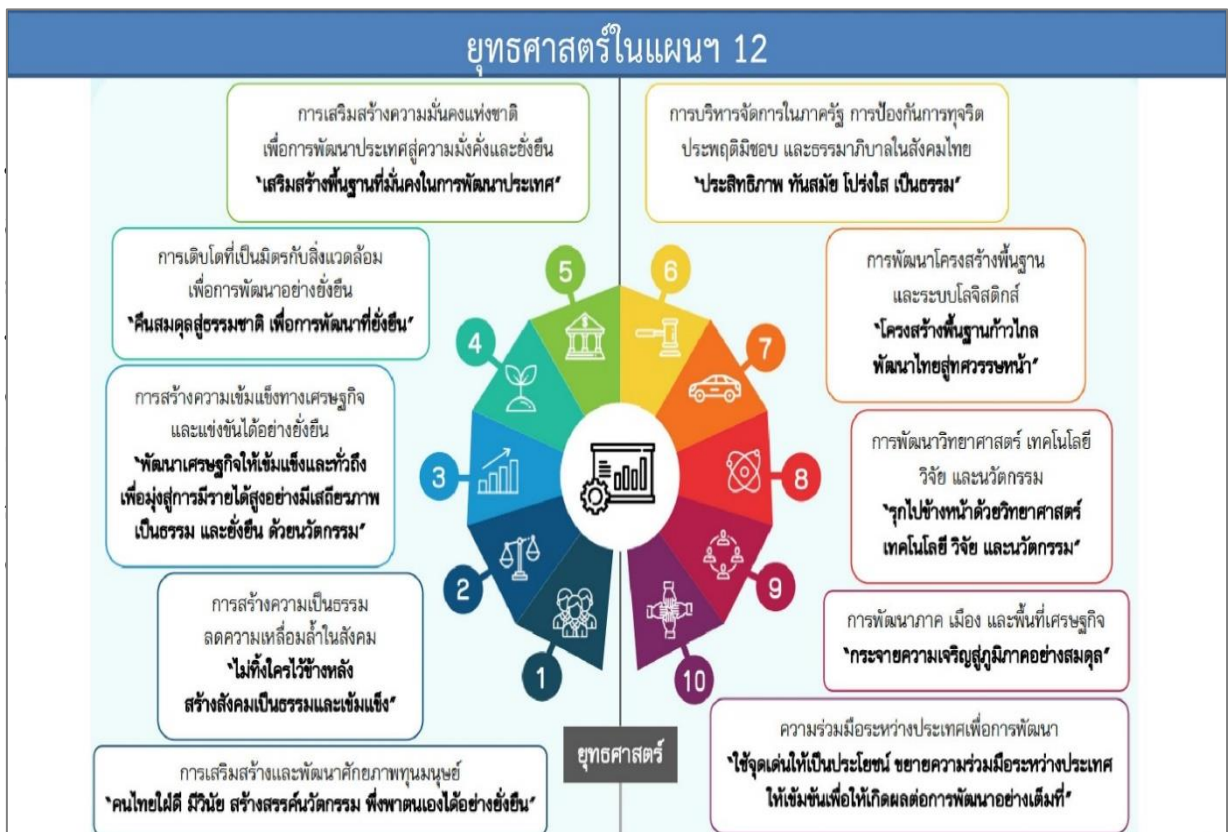 ยุทธศาสตร์ในแผนฯ 12
การเสริมสร้างความมั่นคงแห่งชาติ
เพื่อการพัฒนาประเทศสู่ความมั่งคั่งและยั่งยืน
"เสริมสร้างพื้นฐานที่มั่นคงในการพัฒนาประเทศ"
การบริหารจัดการในภาครัฐ การป้องกันการทุจริต
ประพฤติมิชอบ และธรรมาภิบาลในสังคมไทย
"ประสิทธิภาพ ทันสมัย โปร่งใส เป็นธรรม"
การเติบโตที่เป็นมิตรกับสิ่งแวดล้อม
เพื่อการพัฒนาอย่างยั่งยืน
"คืนสมดุลสู่ธรรมชาติ เพื่อการพัฒนาที่ยั่งยืน"
การพัฒนาโครงสร้างพื้นฐาน
และระบบโลจิสติกส์
"โครงสร้างพื้นฐานก้าวไกล
พัฒนาไทยสู่ทศวรรษหน้า"
การสร้างความเข้มแข็งทางเศรษฐกิจ
และแข่งขันได้อย่างยั่งยืน
"พัฒนาเศรษฐกิจให้เข้มแข็งและทั่วถึง
เพื่อมุ่งสู่การมีรายได้สูงอย่างมีเสถียรภาพ
เป็นธรรม และยั่งยืน ด้วยนวัตกรรม"
การพัฒนาวิทยาศาสตร์ เทคโนโลยี
วิจัย และนวัตกรรม
"รุกไปข้างหน้าด้วยวิทยาศาสตร์
เทคโนโลยี วิจัย และนวัตกรรม"
การสร้างความเป็นธรรม
ลดความเหลื่อมล้ำในสังคม
"ไม่ทิ้งใครไว้ข้างหลัง
สร้างสังคมเป็นธรรมและเข้มแข็ง"
การพัฒนาภาค เมือง และพื้นที่เศรษฐกิจ
"กระจายความเจริญสู่ภูมิภาคอย่างสมดุล"
การเสริมสร้างและพัฒนาศักยภาพทุนมนุษย์
"คนไทยใฝ่ดี มีวินัย สร้างสรรค์นวัตกรรม พึ่งพาตนเองได้อย่างยั่งยืน"
ความร่วมมือระหว่างประเทศเพื่อการพัฒนา
"ใช้จุดเด่นให้เป็นประโยชน์ ขยายความร่วมมือระหว่างประเทศ
ให้เข้มข้นเพื่อให้เกิดผลต่อการพัฒนาอย่างเต็มที่"
1
2
3
4
5
6
7
8
9
10
ยุทธศาสตร์